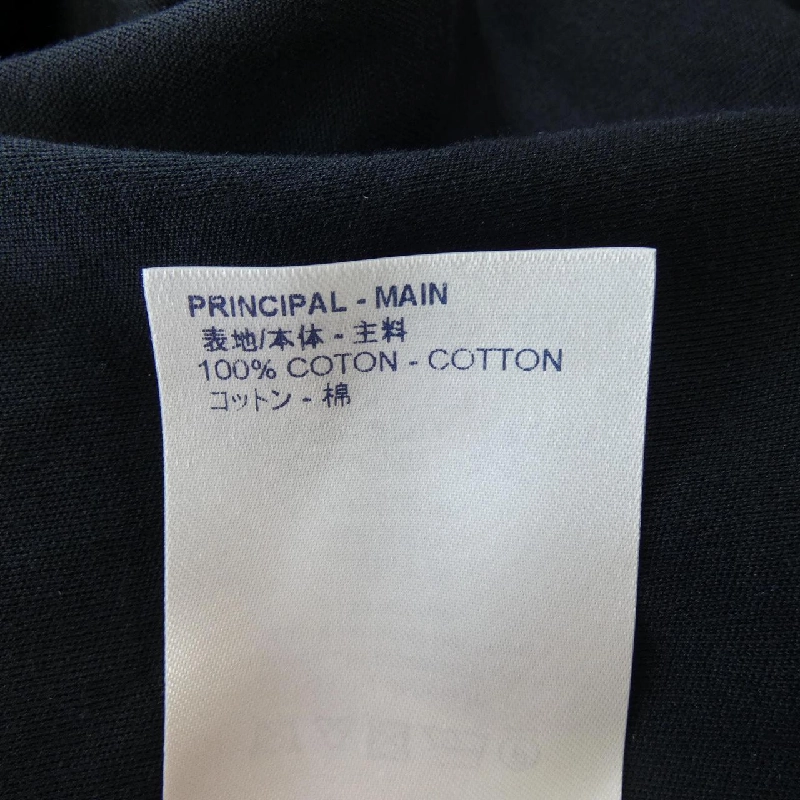 PRINCIPAL - MAIN
表地/本体 - 主料
100% COTON - COTTON
コットン - 棉